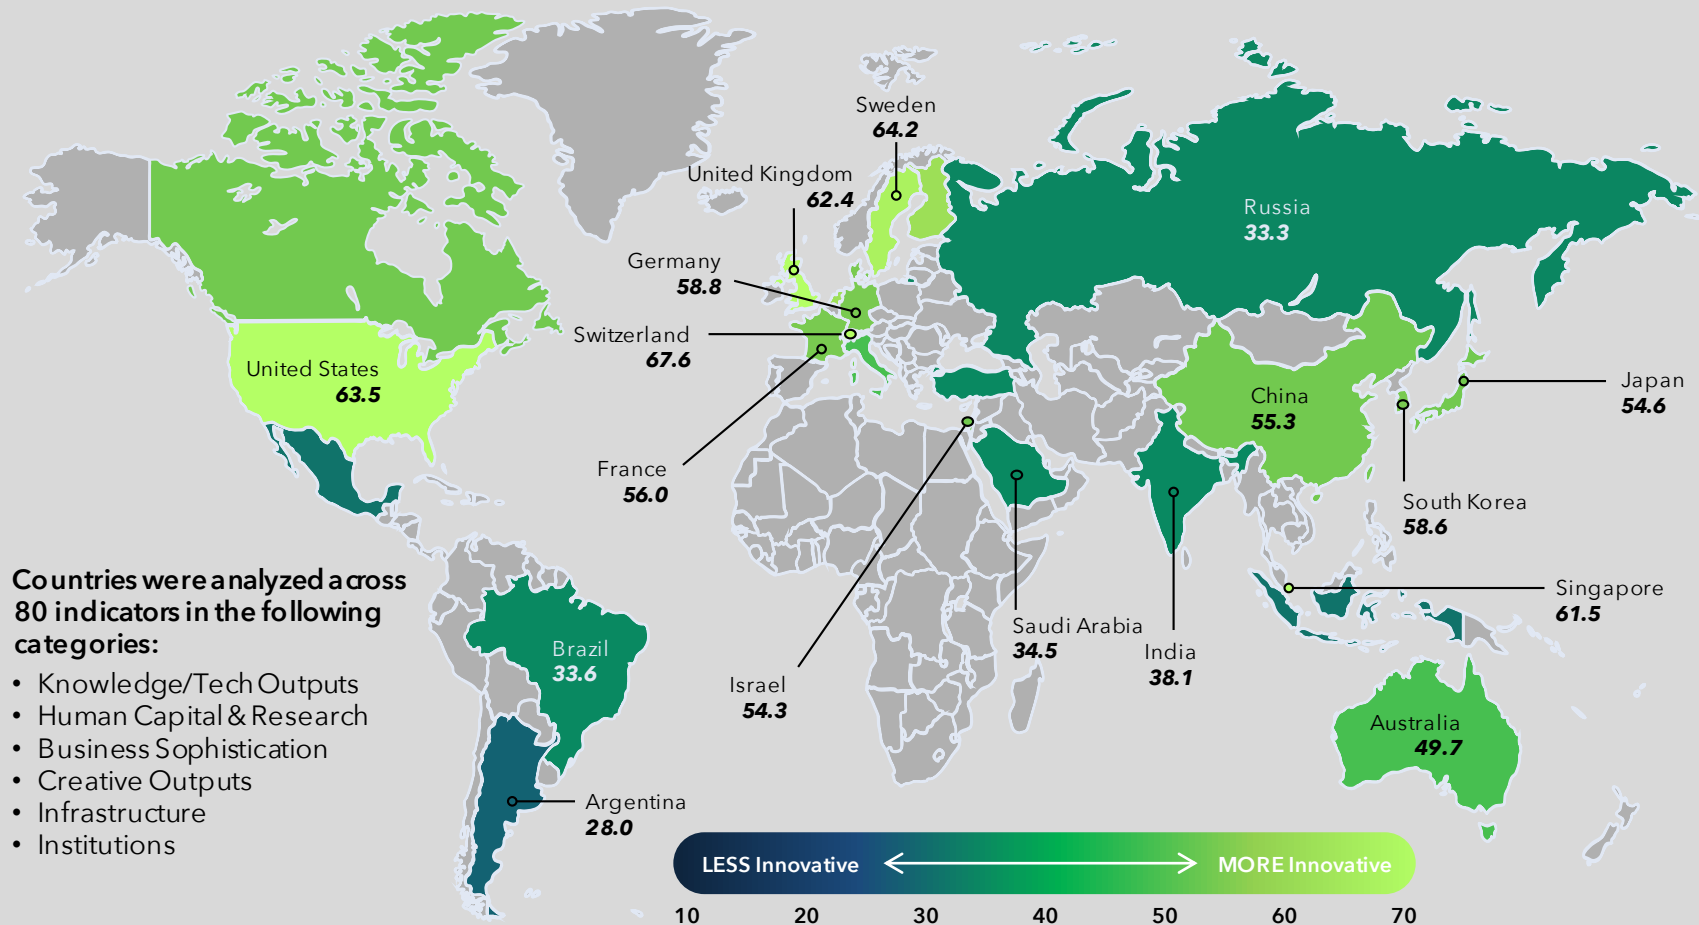 Sweden
64.2
United Kingdom
62.4
Russia
33.3
Germany
58.8
Switzerland
67.6
United States
63.5
Japan
54.6
China
55.3
France
56.0
South Korea
58.6
Countries were analyzed across
80 indicators in the following
categories:
• Knowledge/Tech Outputs
• Human Capital & Research
• Business Sophistication
• Creative Outputs
• Infrastructure
• Institutions
Singapore
61.5
Saudi Arabia
34.5
India
38.1
Brazil
33.6
Israel
54.3
Australia
49.7
Argentina
28.0
LESS Innovative MORE Innovative
10 20 30 40 50 60 70